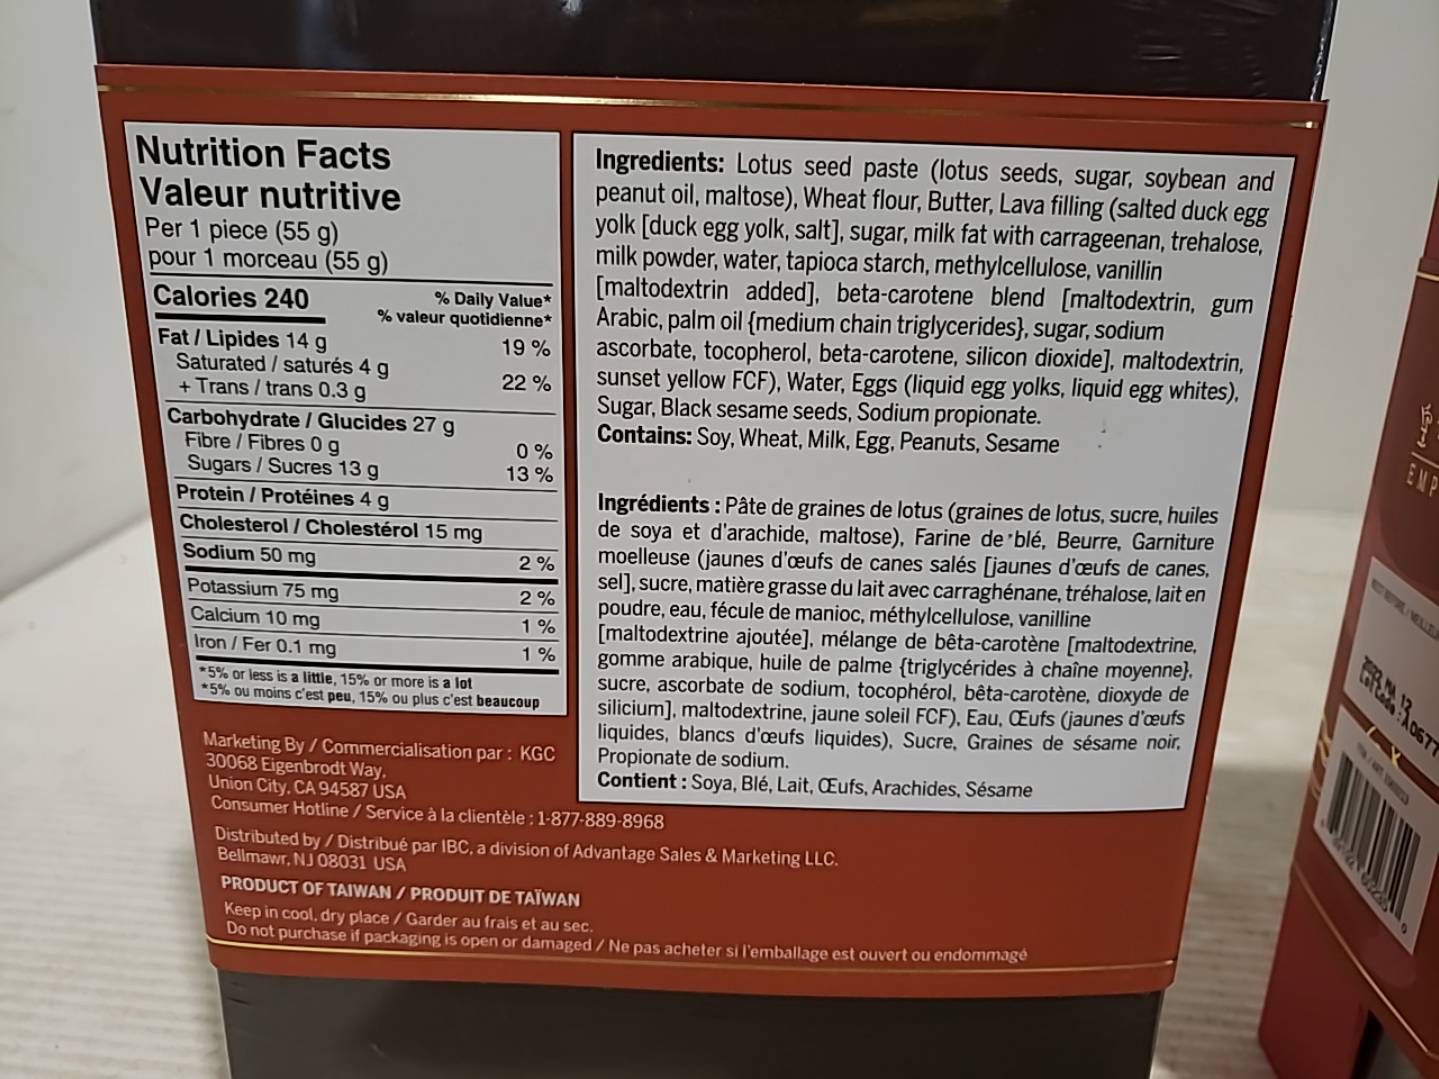 Nutrition Facts
Valeur nutritive
Per 1 piece (55 g)
pour 1 morceau (55 g)
Calories 240
% Daily Value*
% valeur quotidienne*
Fat / Lipides 14 g 19 %
Saturated / saturés 4 g
+ Trans / trans 0.3 g 22 %
Carbohydrate / Glucides 27 g
Fibre / Fibres 0 g 0 %
Sugars / Sucres 13 g 13 %
Protein / Protéines 4 g
Cholesterol / Cholestérol 15 mg
Sodium 50 mg 2 %
Potassium 75 mg 2 %
Calcium 10 mg 1 %
Iron / Fer 0.1 mg 1 %
*5% or less is a little, 15% or more is a lot
*5% ou moins c'est peu, 15% ou plus c'est beaucoup
Ingredients: Lotus seed paste (lotus seeds, sugar, soybean and
peanut oil, maltose), Wheat flour, Butter, Lava filling (salted duck egg
yolk [duck egg yolk, salt], sugar, milk fat with carrageenan, trehalose,
milk powder, water, tapioca starch, methylcellulose, vanillin
[maltodextrin added], beta-carotene blend [maltodextrin, gum
Arabic, palm oil {medium chain triglycerides}, sugar, sodium
ascorbate, tocopherol, beta-carotene, silicon dioxide], maltodextrin,
sunset yellow FCF), Water, Eggs (liquid egg yolks, liquid egg whites),
Sugar, Black sesame seeds, Sodium propionate.
Contains: Soy, Wheat, Milk, Egg, Peanuts, Sesame
Ingrédients : Pâte de graines de lotus (graines de lotus, sucre, huiles
de soya et d'arachide, maltose), Farine de blé, Beurre, Garniture
moelleuse (jaunes d'œufs de canes salés [jaunes d'œufs de canes,
sel], sucre, matière grasse du lait avec carraghénane, tréhalose, lait en
poudre, eau, fécule de manioc, méthylcellulose, vanilline
[maltodextrine ajoutée], mélange de bêta-carotène [maltodextrine,
gomme arabique, huile de palme {triglycérides à chaîne moyenne},
sucre, ascorbate de sodium, tocophérol, bêta-carotène, dioxyde de
silicium], maltodextrine, jaune soleil FCF), Eau, Œufs (jaunes d'œufs
liquides, blancs d'œufs liquides), Sucre, Graines de sésame noir,
Propionate de sodium.
Contient : Soya, Blé, Lait, Œufs, Arachides, Sésame
Marketing By / Commercialisation par : KGC
30068 Eigenbrodt Way,
Union City, CA 94587 USA
Consumer Hotline / Service à la clientèle : 1-877-889-8968
Distributed by / Distribué par IBC, a division of Advantage Sales & Marketing LLC.
Bellmawr, NJ 08031 USA
PRODUCT OF TAIWAN / PRODUIT DE TAÏWAN
Keep in cool, dry place / Garder au frais et au sec.
Do not purchase if packaging is open or damaged / Ne pas acheter si l'emballage est ouvert ou endommagé
EMP